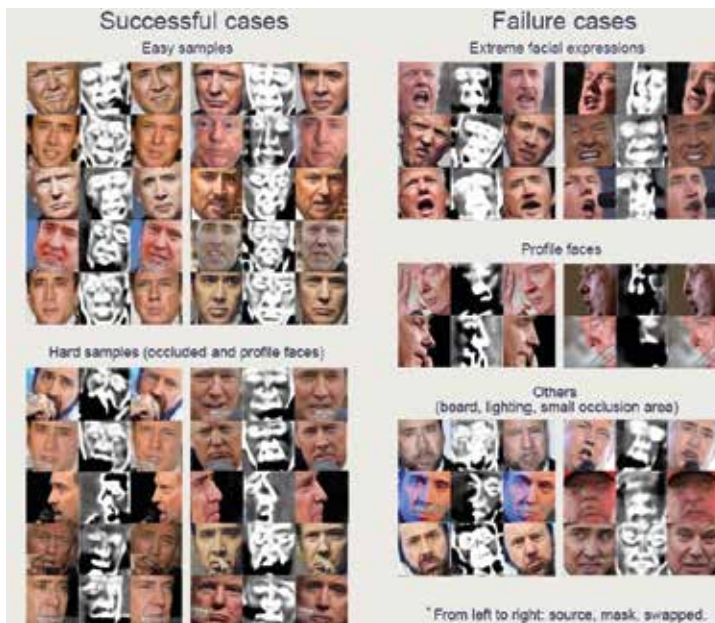 Successful cases
Easy samples
Hard samples (occluded and profile faces)
Failure cases
Extreme facial expressions
Profile faces
Others
(beard, lighting, small occlusion area)
* From left to right: source, mask, swapped.